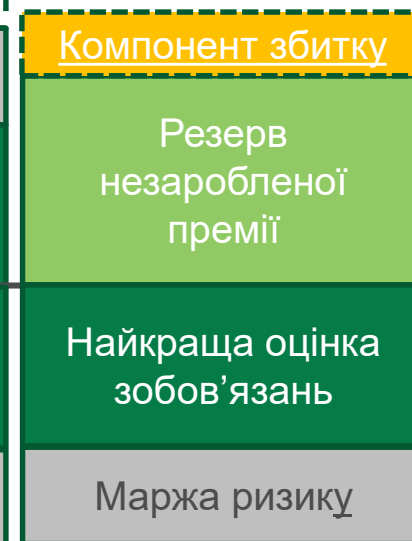 Компонент збитку
Резерв
незаробленої
премії
Найкраща оцінка
зобов’язань
Маржа ризику